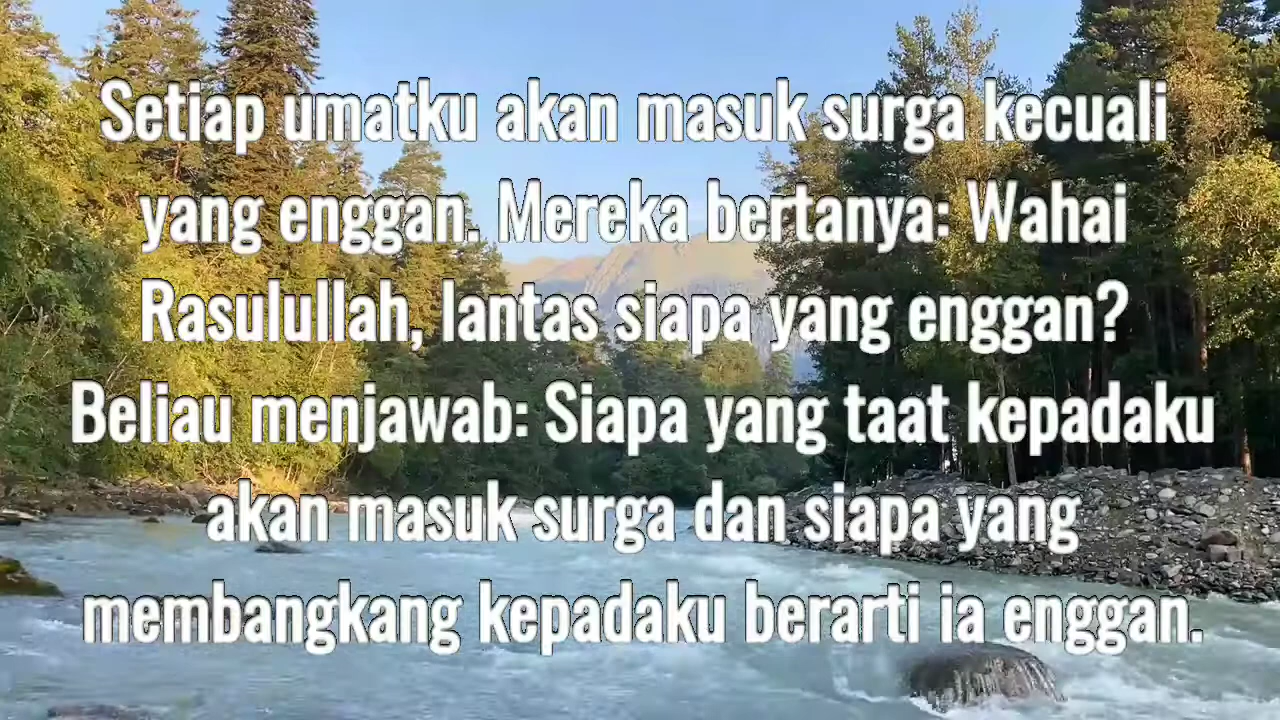 Setiap umatku akan masuk surga kecuali
yang enggan. Mereka bertanya: Wahai
Rasulullah, lantas siapa yang enggan?
Beliau menjawab: Siapa yang taat kepadaku
akan masuk surga dan siapa yang
membangkang kepadaku berarti ia enggan.